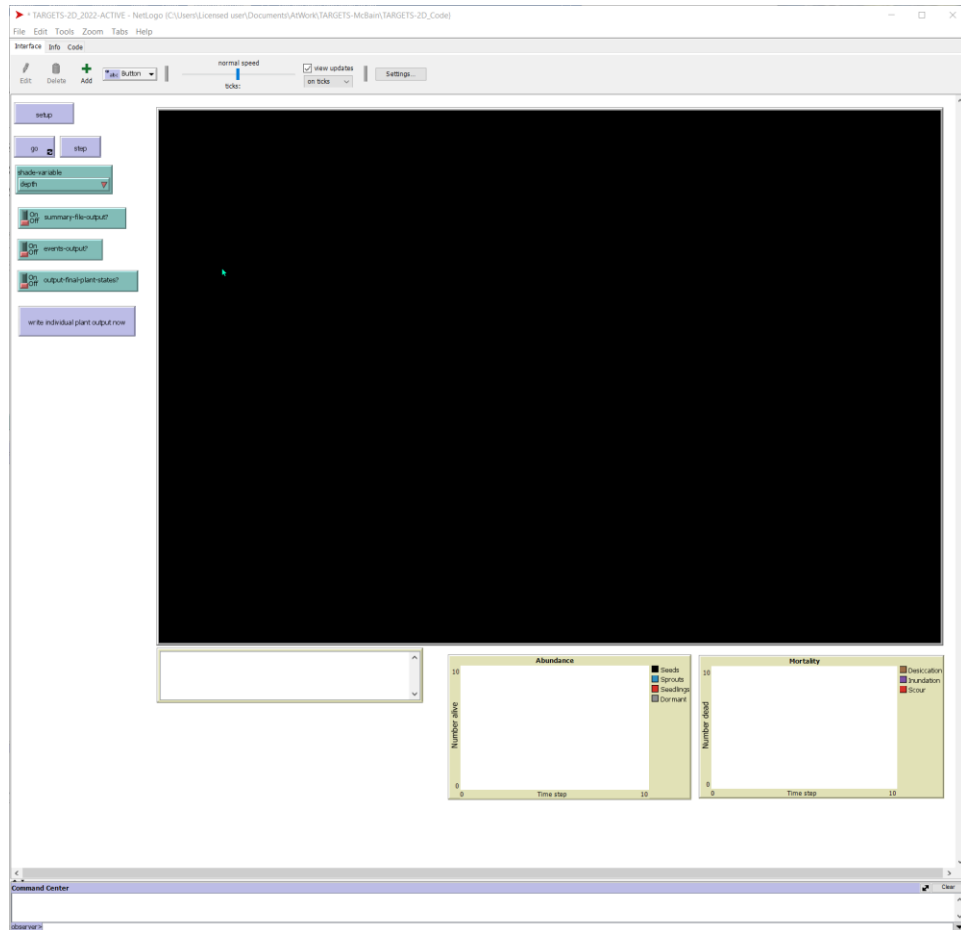 * TARGETS-2D_2022-ACTIVE - NetLogo {C:\Users\Licensed user\Documents\AtWork\TARGETS-McBain\TARGETS-2D_Code}
File Edit Tools Zoom Tabs Help
Interface Info Code
Edit Delete Add abc Button normal speed ticks: view updates on ticks Settings...
setup
go step
shade-variable
depth
On Off summary-file-output?
On Off events-output?
On Off output-final-plant-states?
write individual plant output now
Abundance
10
Number alive
0
0 Time step 10
Seeds
Sprouts
Seedlings
Dormant
Mortality
10
Number dead
0
0 Time step 10
Desiccation
Inundation
Scour
Command Center Clear
observer>